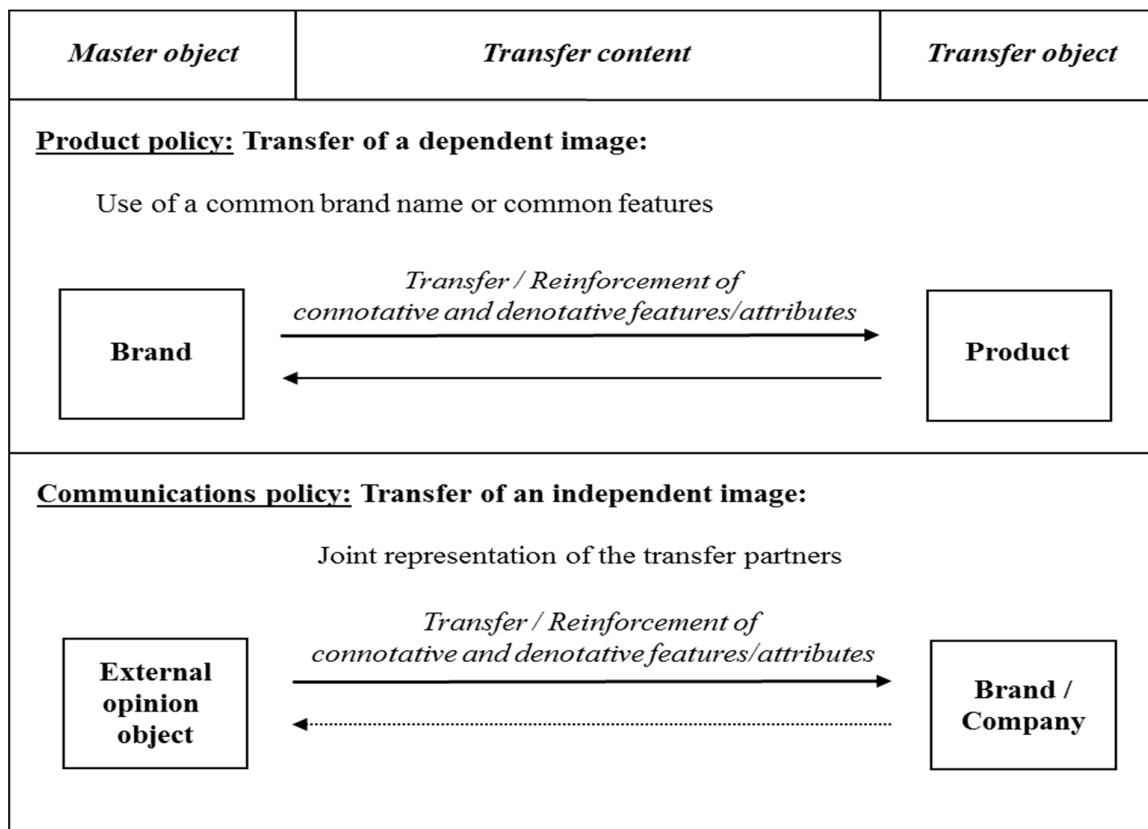 Master object
Transfer content
Transfer object
Product policy: Transfer of a dependent image:
Use of a common brand name or common features
Transfer / Reinforcement of
connotative and denotative features/attributes
Brand
Product
Communications policy: Transfer of an independent image:
Joint representation of the transfer partners
Transfer / Reinforcement of
connotative and denotative features/attributes
External
opinion
object
Brand /
Company